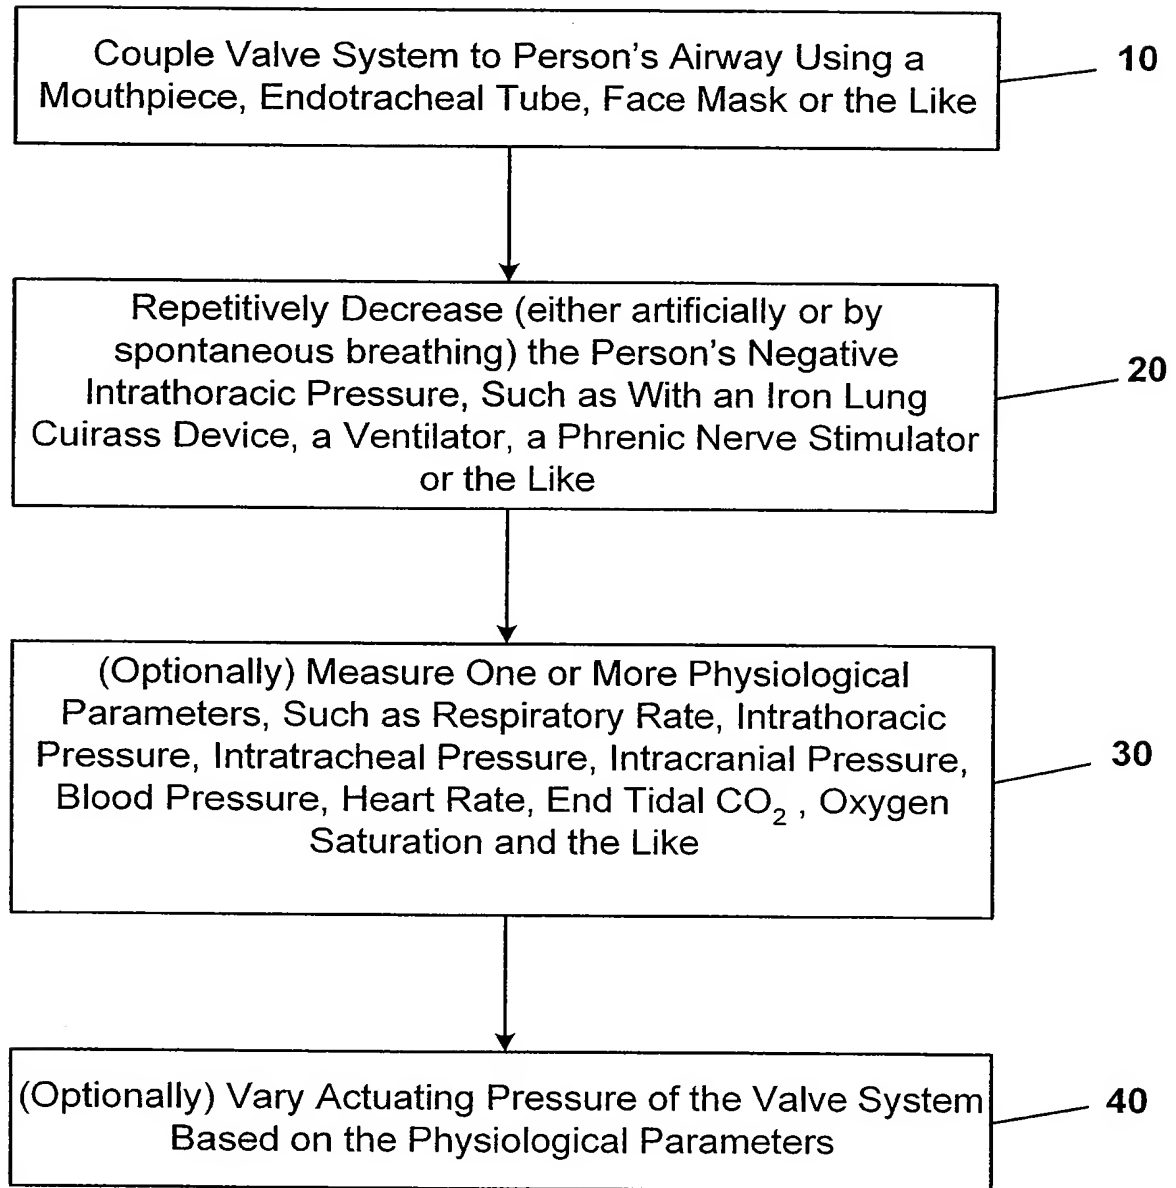 Couple Valve System to Person's Airway Using a
Mouthpiece, Endotracheal Tube, Face Mask or the Like
10
Repetitively Decrease (either artificially or by
spontaneous breathing) the Person's Negative
Intrathoracic Pressure, Such as With an Iron Lung
Cuirass Device, a Ventilator, a Phrenic Nerve Stimulator
or the Like
20
(Optionally) Measure One or More Physiological
Parameters, Such as Respiratory Rate, Intrathoracic
Pressure, Intratracheal Pressure, Intracranial Pressure,
Blood Pressure, Heart Rate, End Tidal CO₂ , Oxygen
Saturation and the Like
30
(Optionally) Vary Actuating Pressure of the Valve System
Based on the Physiological Parameters
40